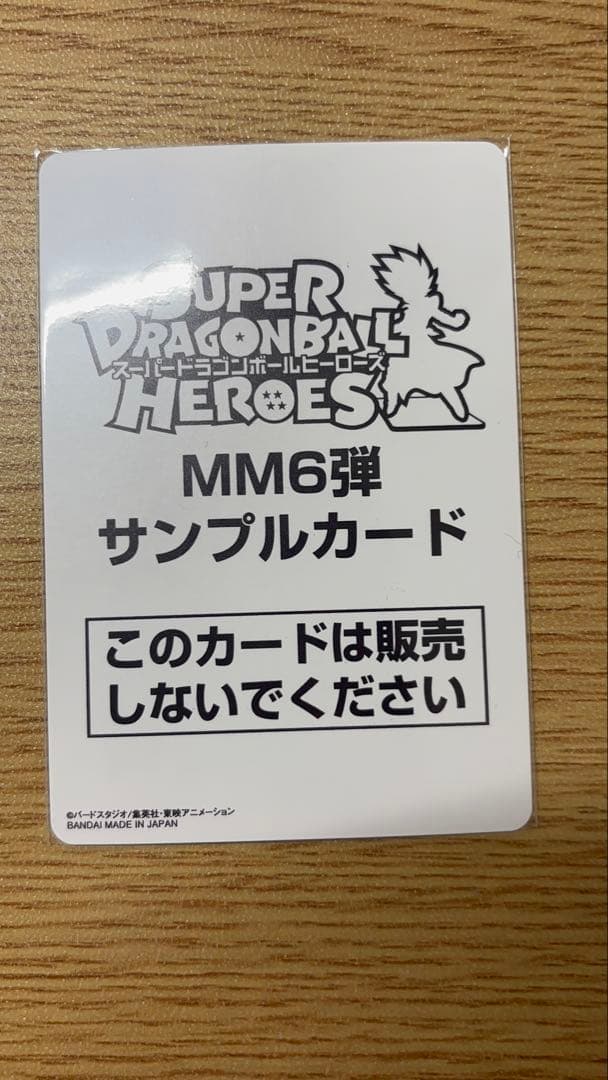 SUPER
DRAGONBALL
スーパードラゴンボールヒーローズ
HEROES
MM6弾
サンプルカード
このカードは販売
しないでください
©バードスタジオ/集英社・東映アニメーション
BANDAI MADE IN JAPAN